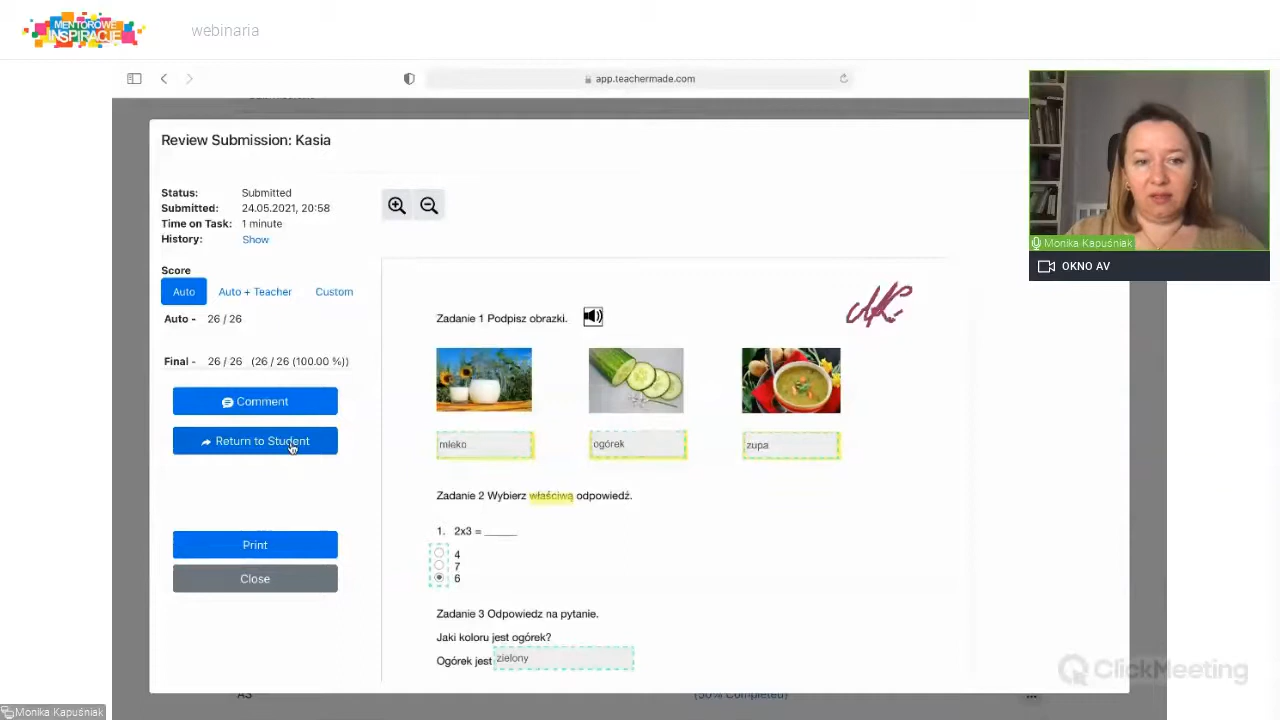 MENTOROWE
INSPIRACJE
webinaria
app.teachermade.com
Review Submission: Kasia
Status: Submitted
Submitted: 24.05.2021, 20:58
Time on Task: 1 minute
History: Show
Score
Auto Auto + Teacher Custom
Auto - 26 / 26
Final - 26 / 26 (26 / 26 (100.00 %))
Comment
Return to Student
Print
Close
Zadanie 1 Podpisz obrazki.
mleko ogórek zupa
Zadanie 2 Wybierz właściwą odpowiedź.
1. 2x3 = _____
4
7
6
Zadanie 3 Odpowiedz na pytanie.
Jaki koloru jest ogórek?
Ogórek jest zielony
Monika Kapuśniak
OKNO AV
ClickMeeting
AS (50% Completed) ...
Monika Kapuśniak